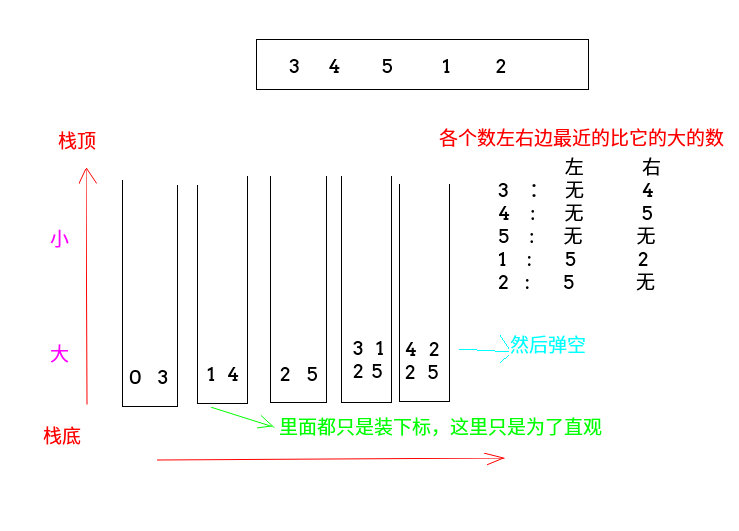 3 4 5 1 2
各个数左右边最近的比它的大的数
左 右
3 : 无 4
4 : 无 5
5 : 无 无
1 : 5 2
2 : 5 无
栈顶
小
大
栈底
0 3
1 4
2 5
3 1
2 5
4 2
2 5
然后弹空
里面都只是装下标，这里只是为了直观